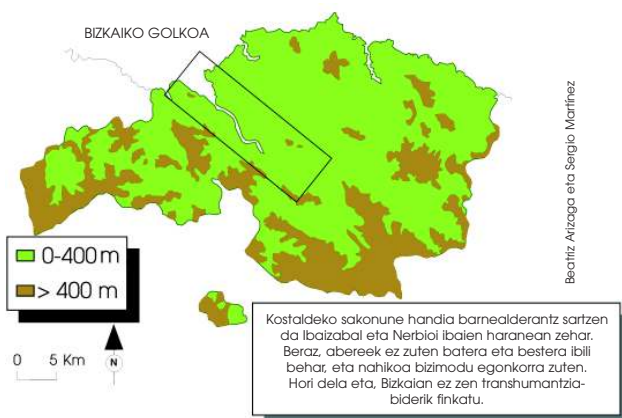 BIZKAIKO GOLKOA
0-400 m
> 400 m
0 5 Km
N
Beatriz Arizaga eta Sergio Martínez
Kostaldeko sakonune handia barnealderantz sartzen
da Ibaizabal eta Nerbioi ibaien haranean zehar.
Beraz, abereek ez zuten batera eta bestera ibili
behar, eta nahikoa bizimodu egonkorra zuten.
Hori dela eta, Bizkaian ez zen transhumantzia-
biderik finkatu.